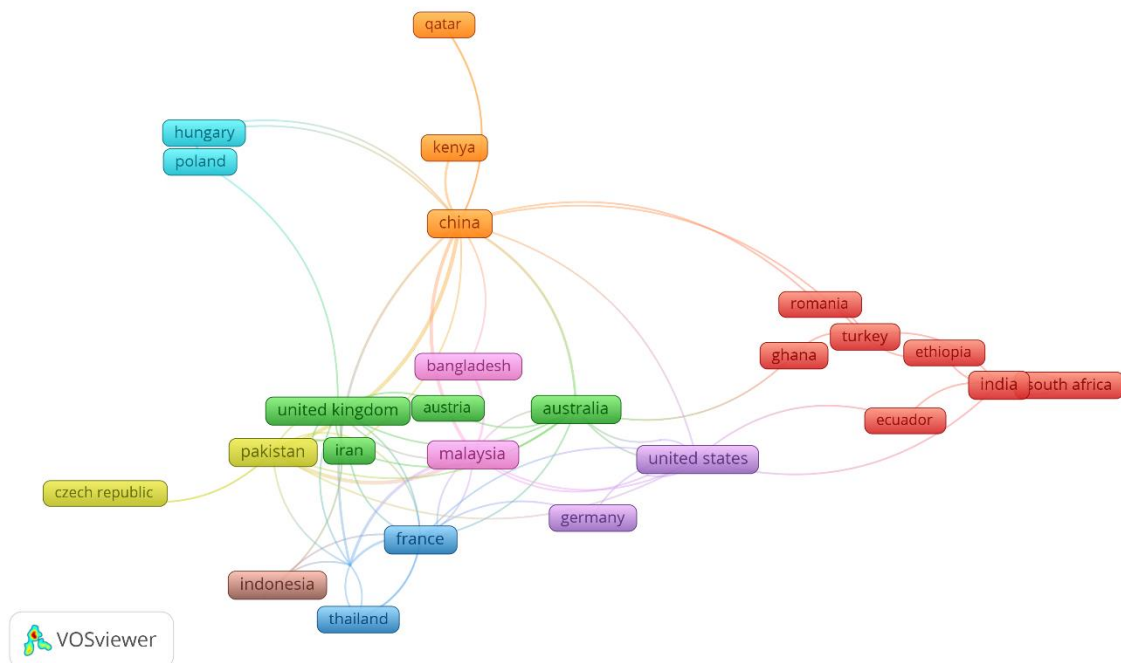 qatar
hungary
kenya
poland
china
romania
turkey
ghana
ethiopia
bangladesh
india
south africa
united kingdom
austria
australia
ecuador
pakistan
iran
malaysia
united states
czech republic
germany
france
indonesia
thailand
VOSviewer